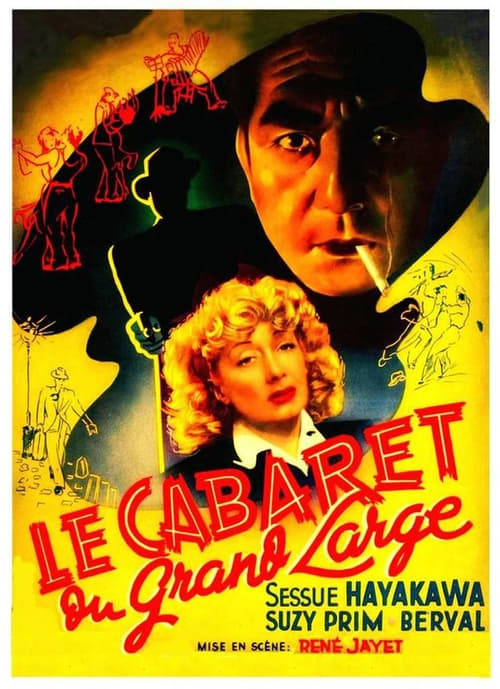 LE CABARET
DU GRAND Large
SESSUE HAYAKAWA
SUZY PRIM BERVAL
MISE EN SCÈNE: RENÉ JAYET